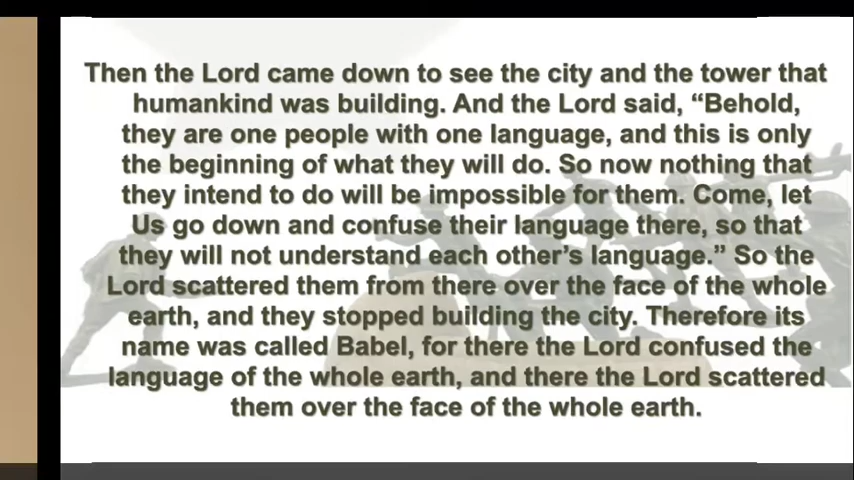 Then the Lord came down to see the city and the tower that
humankind was building. And the Lord said, “Behold,
they are one people with one language, and this is only
the beginning of what they will do. So now nothing that
they intend to do will be impossible for them. Come, let
Us go down and confuse their language there, so that
they will not understand each other’s language.” So the
Lord scattered them from there over the face of the whole
earth, and they stopped building the city. Therefore its
name was called Babel, for there the Lord confused the
language of the whole earth, and there the Lord scattered
them over the face of the whole earth.